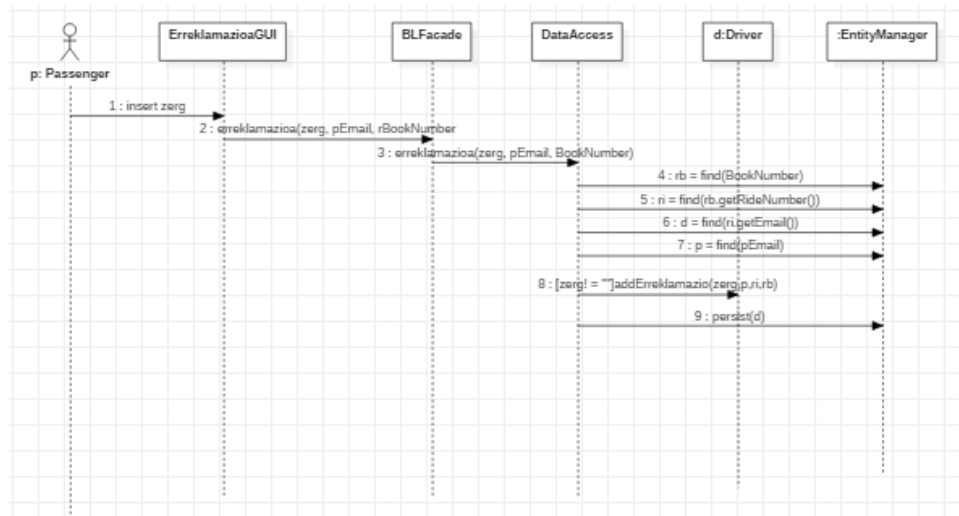 ErreklamazioaGUI
BLFacade
DataAccess
d:Driver
:EntityManager
p: Passenger
1 : insert zerg
2 : erreklamazioa(zerg, pEmail, rBookNumber
3 : erreklamazioa(zerg, pEmail, BookNumber)
4 : rb = find(BookNumber)
5 : ri = find(rb.getRideNumber())
6 : d = find(ri.getEmail())
7 : p = find(pEmail)
8 : [zerg! = ""]addErreklamazio(zerg,p,ri,rb)
9 : persist(d)